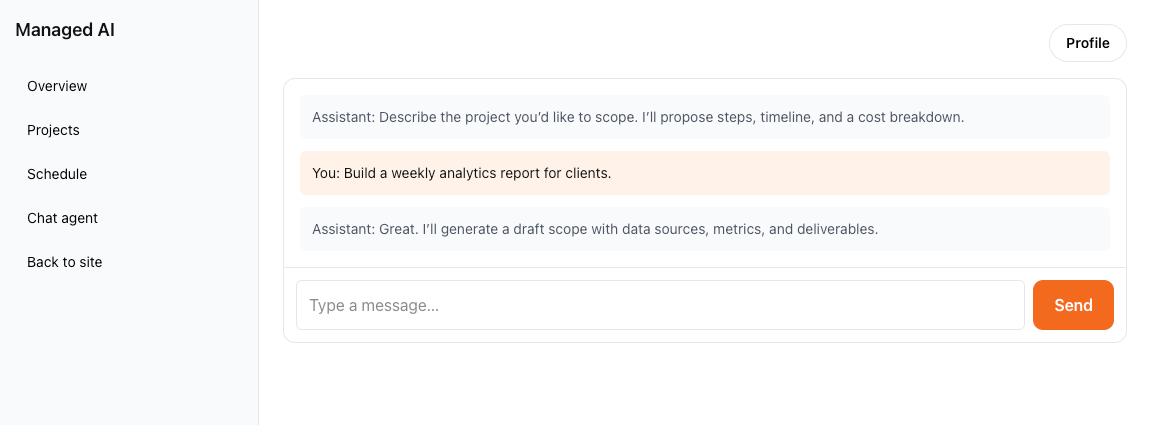 Managed AI
Overview
Projects
Schedule
Chat agent
Back to site
Profile
Assistant: Describe the project you’d like to scope. I’ll propose steps, timeline, and a cost breakdown.
You: Build a weekly analytics report for clients.
Assistant: Great. I’ll generate a draft scope with data sources, metrics, and deliverables.
Type a message...
Send